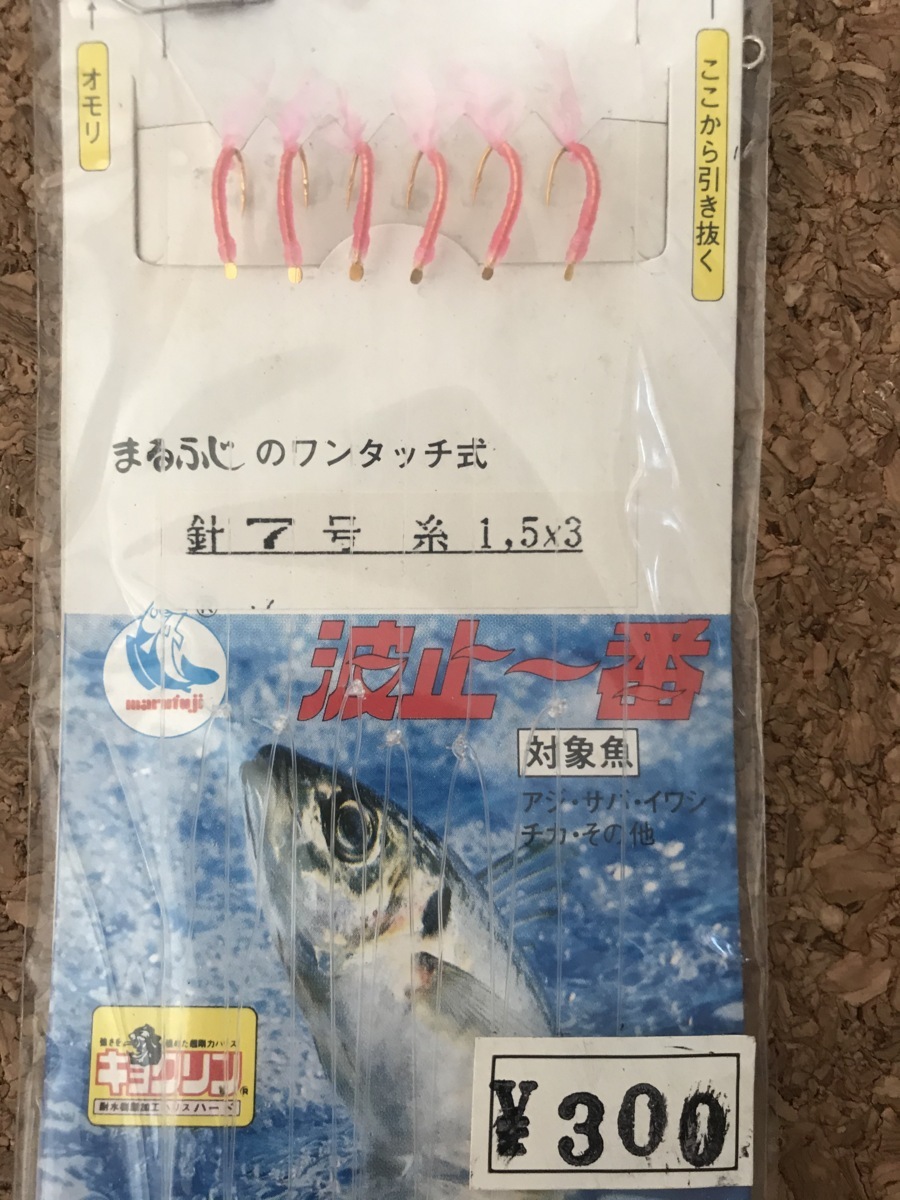 オモリ
ここから引き抜く
まるふじのワンタッチ式
針7号 糸 1,5x3
marufuji
波止一番
対象魚
アジ・サバ・イワシ
チカ・その他
キョクリン
¥300